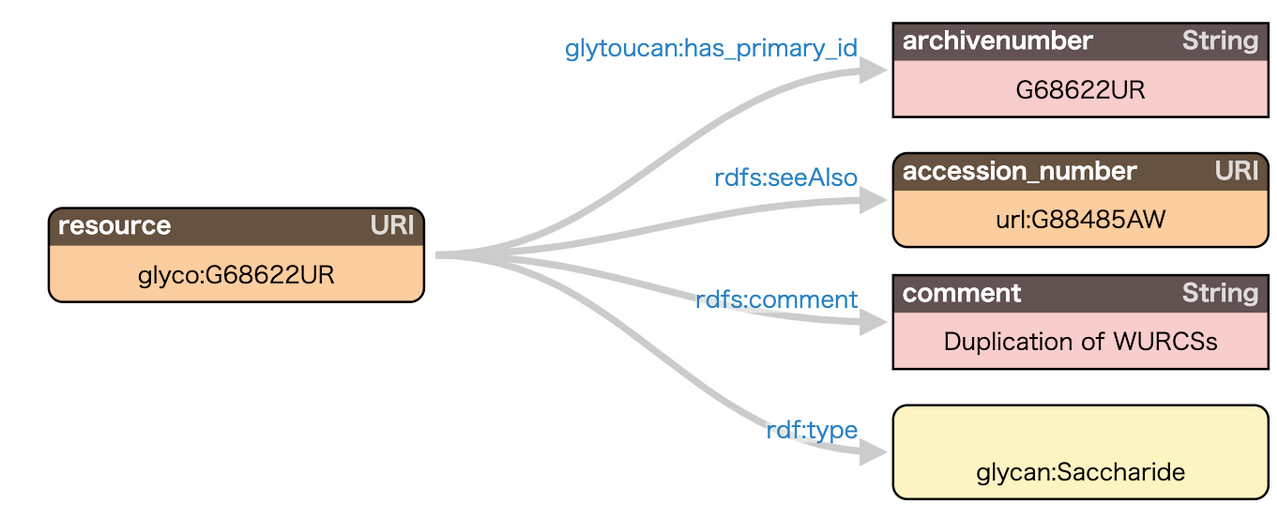 glytoucan:has_primary_id
archivenumber String
G68622UR
rdfs:seeAlso
accession_number URI
url:G88485AW
resource URI
glyco:G68622UR
rdfs:comment
comment String
Duplication of WURCSs
rdf:type
glycan:Saccharide